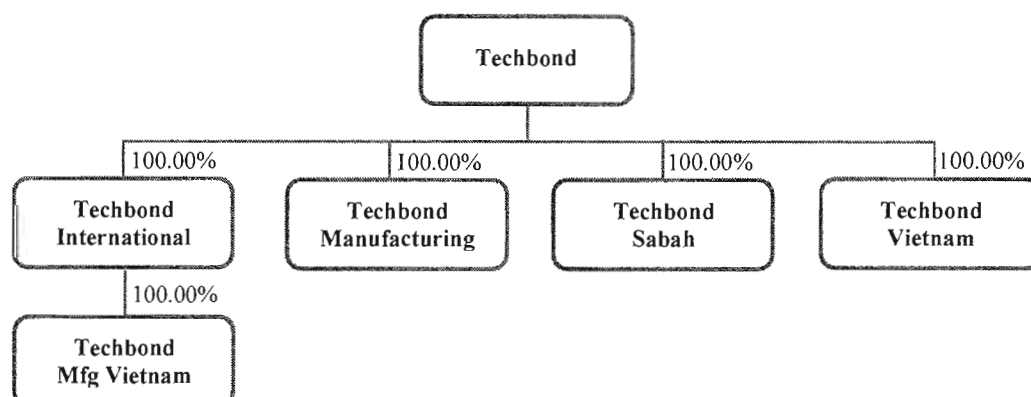 Techbond
100.00%
100.00%
100.00%
100.00%
Techbond
International
Techbond
Manufacturing
Techbond
Sabah
Techbond
Vietnam
100.00%
Techbond
Mfg Vietnam